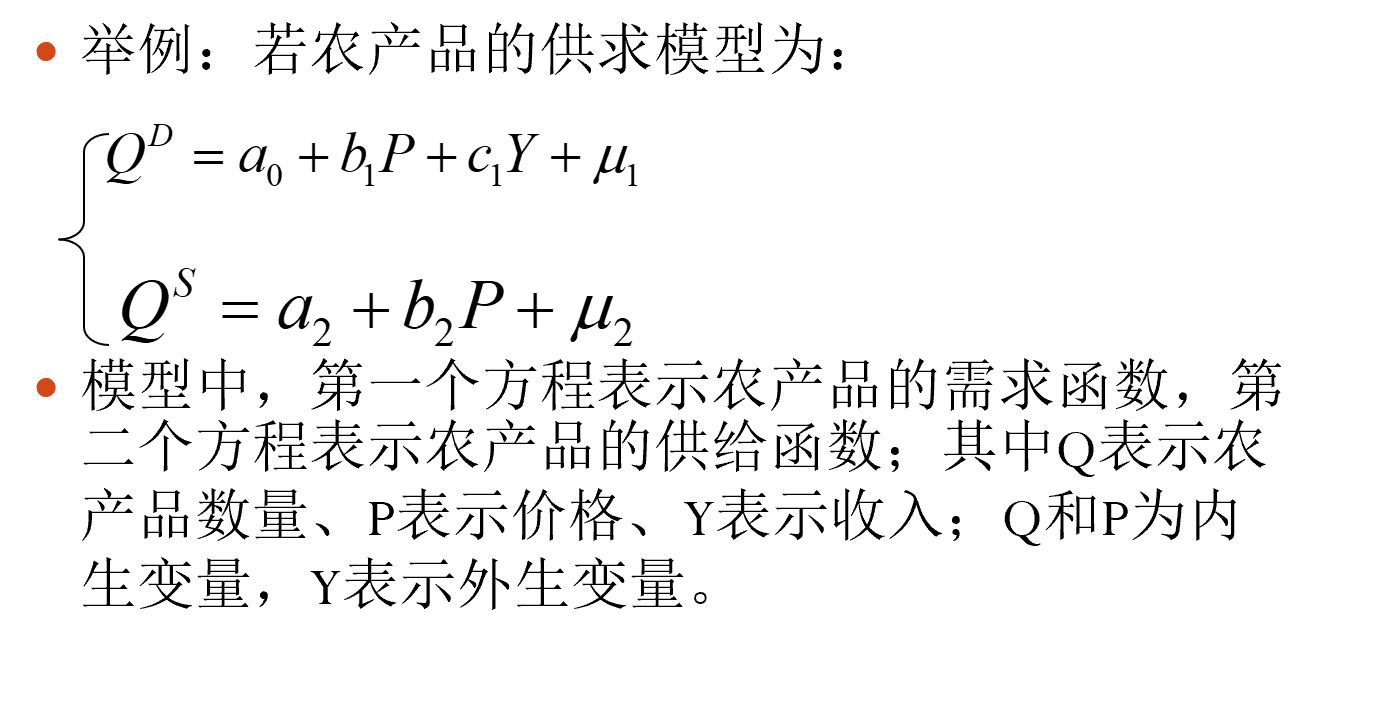 • 举例：若农产品的供求模型为：
Q^D = a_0 + b_1P + c_1Y + μ_1
Q^S = a_2 + b_2P + μ_2
• 模型中，第一个方程表示农产品的需求函数，第
二个方程表示农产品的供给函数；其中Q表示农
产品数量、P表示价格、Y表示收入；Q和P为内
生变量，Y表示外生变量。